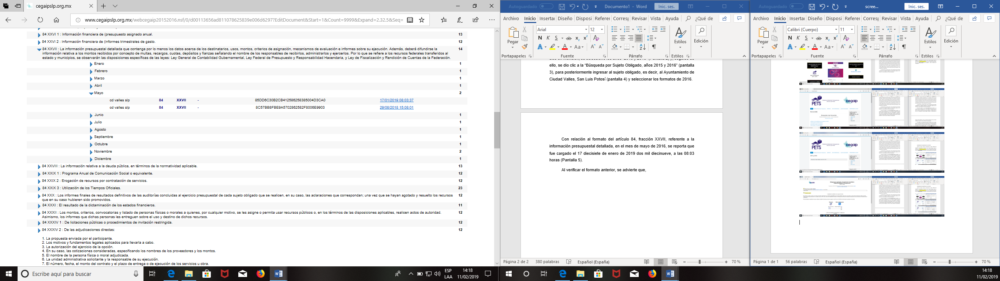 cegaipslp.org.mx
www.cegaipslp.org.mx/webcegaip20152016.nsf/0/d00113656ad811078625839e006d6297?EditDocument&Start=1&Count=9999&Expand=2.32.5&Seq=
84 XXVI 1 : Información financiera de (presupuesto asignado anual. 13
84 XXVI 2 : Información financiera de (informes trimestrales de gasto. 12
84 XXVII : La información presupuestal detallada que contenga por lo menos los datos acerca de los destinatarios, usos, montos, criterios de asignación, mecanismos de evaluación e informes sobre su ejecución. Además, deberá difundirse la 14
información relativa a los montos recibidos por concepto de multas, recargos, cuotas, depósitos y fianzas señalando el nombre de los responsables de recibirlos, administrarlos y ejercerlos. Por lo que se refiere a los recursos federales transferidos al
estado y municipios, se observarán las disposiciones específicas de las leyes: Ley General de Contabilidad Gubernamental, Ley Federal de Presupuesto y Responsabilidad Hacendaria, y Ley de Fiscalización y Rendición de Cuentas de la Federación.
Enero 1
Febrero 1
Marzo 1
Abril 1
Mayo 2
cd valles slp 84 XXVII - 85DD6C30B2CB412586258385004D3CA0 17/01/2019 08:03:37
cd valles slp 84 XXVII - 8C57BB8FBE9A5702862582F8006E9903 29/08/2018 15:08:01
Junio 1
Julio 1
Agosto 1
Septiembre 1
Octubre 1
Noviembre 2
Diciembre 1
84 XXVIII : La información relativa a la deuda pública, en términos de la normatividad aplicable. 13
84 XXIX 1 : Programa Anual de Comunicación Social o equivalente. 12
84 XXIX 2 : Erogación de recursos por contratación de servicios. 12
84 XXIX 3 : Utilización de los Tiempos Oficiales. 23
84 XXX : Los informes finales de resultados definitivos de las auditorías concluidas al ejercicio presupuestal de cada sujeto obligado que se realicen, en su caso, las aclaraciones que correspondan; una vez que se hayan agotado y resuelto los recursos 12
que en su caso hubieren sido promovidos.
84 XXXI : El resultado de la dictaminación de los estados financieros. 11
84 XXXII : Los montos, criterios, convocatorias y listado de personas físicas o morales a quienes, por cualquier motivo, se les asigne o permita usar recursos públicos o, en los términos de las disposiciones aplicables, realicen actos de autoridad. 12
Asimismo, los informes que dichas personas les entreguen sobre el uso y destino de dichos recursos.
84 XXXIV 1 : De licitaciones públicas o procedimientos de invitación restringida. 12
84 XXXIV 2 : De las adjudicaciones directas: 12
1. La propuesta enviada por el participante.
2. Los motivos y fundamentos legales aplicados para llevarla a cabo.
3. La autorización del ejercicio de la opción.
4. En su caso, las cotizaciones consideradas, especificando los nombres de los proveedores y los montos.
5. El nombre de la persona física o moral adjudicada.
6. La unidad administrativa solicitante y la responsable de su ejecución.
7. El número, fecha, el monto del contrato y el plazo de entrega o de ejecución de los servicios u obra.
Escribe aquí para buscar
ESP
LAA
14:18
11/02/2019
Autoguardado Documento1 - Word Inic. ses.
Archivo Inicio Insertar Diseño Disposi Referer Corresp Revisar Vista Ayuda ¿Qué de
Pegar Arial 12 Estilos Edición
N K S ab x₂ x² A
Portapapeles Fuente Párrafo Estilos
ello, se dio clic a la “Búsqueda por Sujeto Obligado, años 2015 y 2016” (pantalla
3), para posteriormente ingresar al sujeto obligado, es decir, al Ayuntamiento de
Ciudad Valles, San Luis Potosí (pantalla 4) y seleccionar los formatos de 2016.
Con relación al formato del artículo 84, fracción XXVII, referente a la
información presupuestal detallada, en el mes de mayo de 2016, se reporta que
fue cargado el 17 diecisiete de enero de 2019 dos mil diecinueve, a las 08:03
horas (Pantalla 5).
Al verificar el formato anterior, se advierte que,
Página 2 de 2 380 palabras Español (España) 70 %
Autoguardado scree... Inic. ses.
Archivo Inicio Insertar Diseño Disposi Referer Corresp Revisar Vista Ayuda ¿Qué de
Pegar Calibri (Cuerpo) 11 Estilos Edición
N K S ab x₂ x² A
Portapapeles Fuente Párrafo Estilos
PETS cegaip
PETS cegaip
Página 1 de 1 56 palabras Español (España) 70 %
14:18
11/02/2019